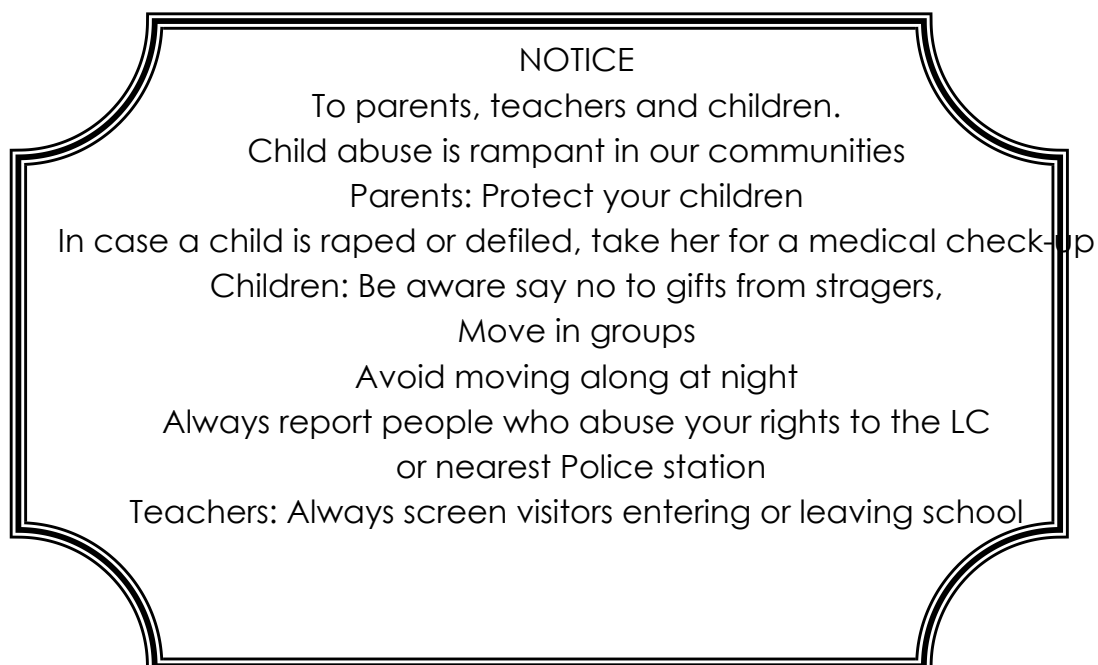 NOTICE
To parents, teachers and children.
Child abuse is rampant in our communities
Parents: Protect your children
In case a child is raped or defiled, take her for a medical check-up
Children: Be aware say no to gifts from stragers,
Move in groups
Avoid moving along at night
Always report people who abuse your rights to the LC
or nearest Police station
Teachers: Always screen visitors entering or leaving school